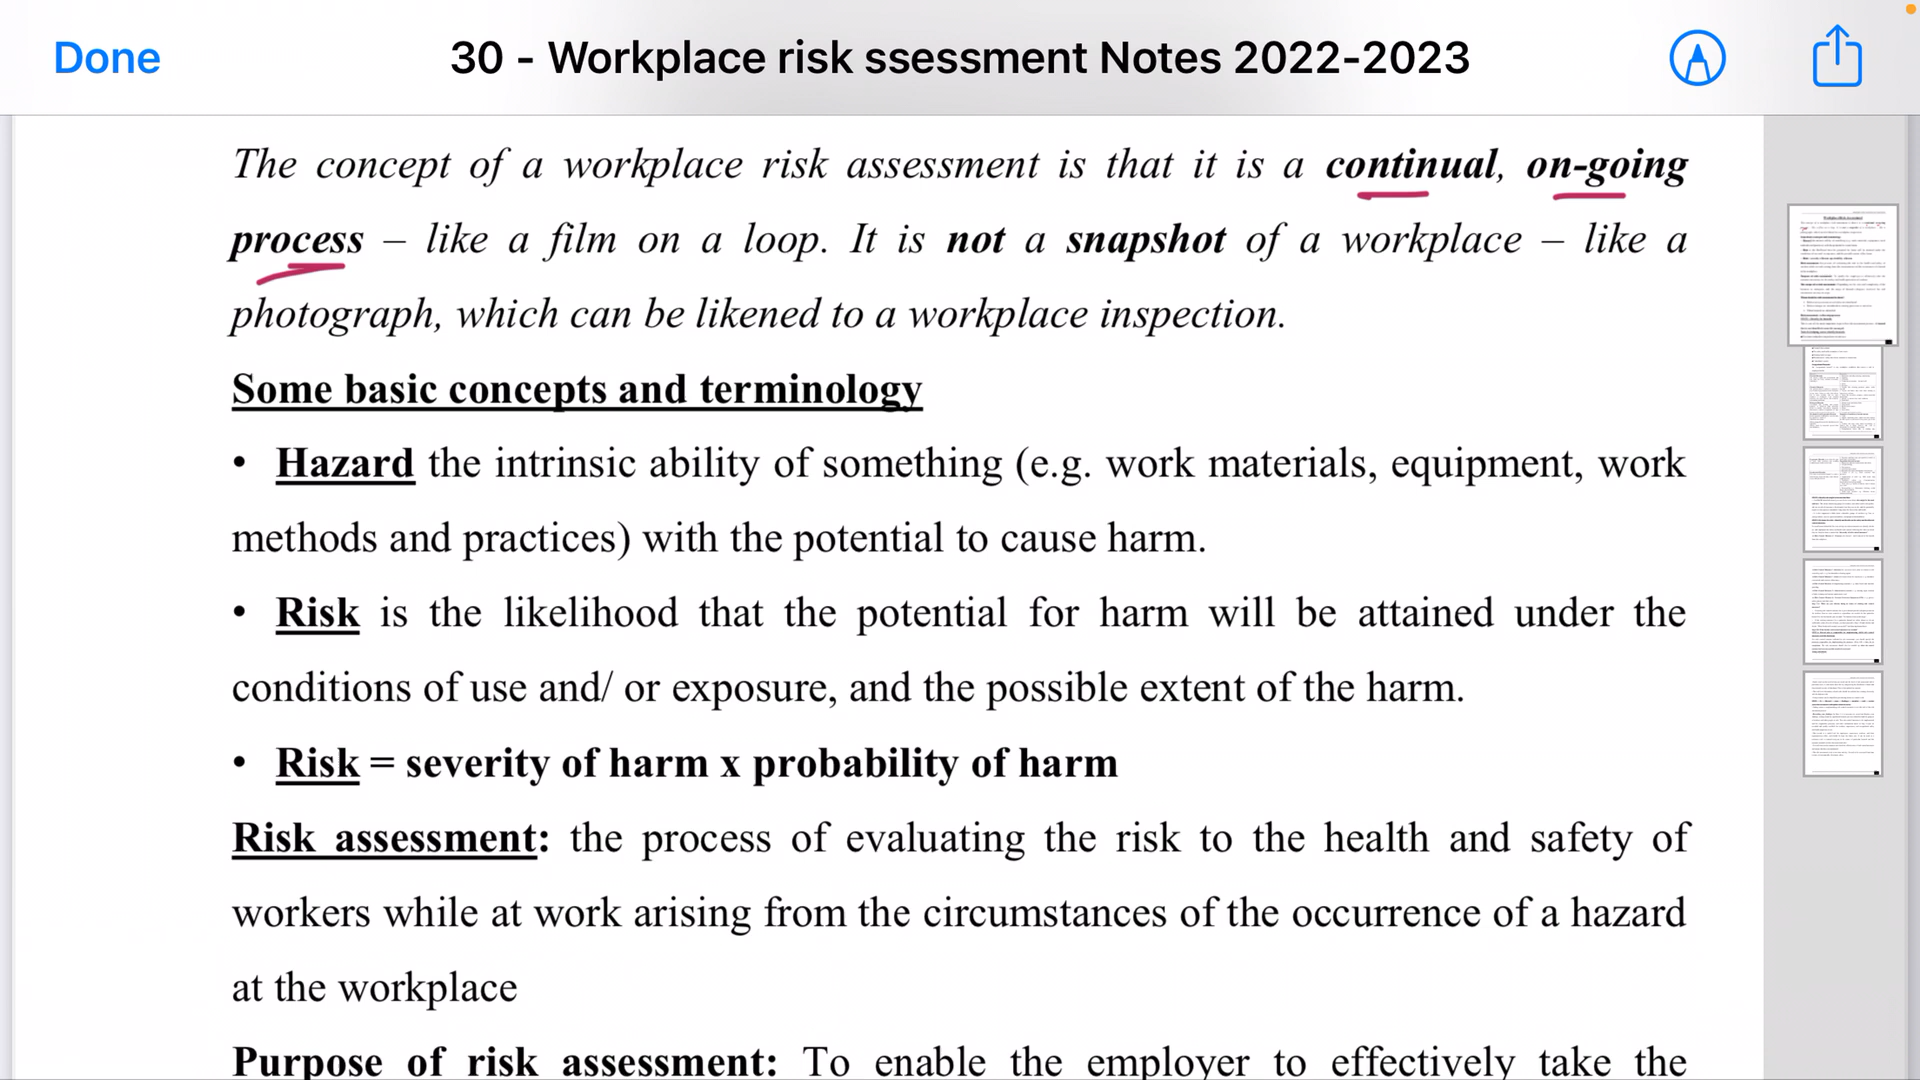 Done
30 - Workplace risk ssessment Notes 2022-2023
The concept of a workplace risk assessment is that it is a continual, on-going
process – like a film on a loop. It is not a snapshot of a workplace – like a
photograph, which can be likened to a workplace inspection.
Some basic concepts and terminology
• Hazard the intrinsic ability of something (e.g. work materials, equipment, work
methods and practices) with the potential to cause harm.
• Risk is the likelihood that the potential for harm will be attained under the
conditions of use and/ or exposure, and the possible extent of the harm.
• Risk = severity of harm x probability of harm
Risk assessment: the process of evaluating the risk to the health and safety of
workers while at work arising from the circumstances of the occurrence of a hazard
at the workplace
Purpose of risk assessment: To enable the employer to effectively take the